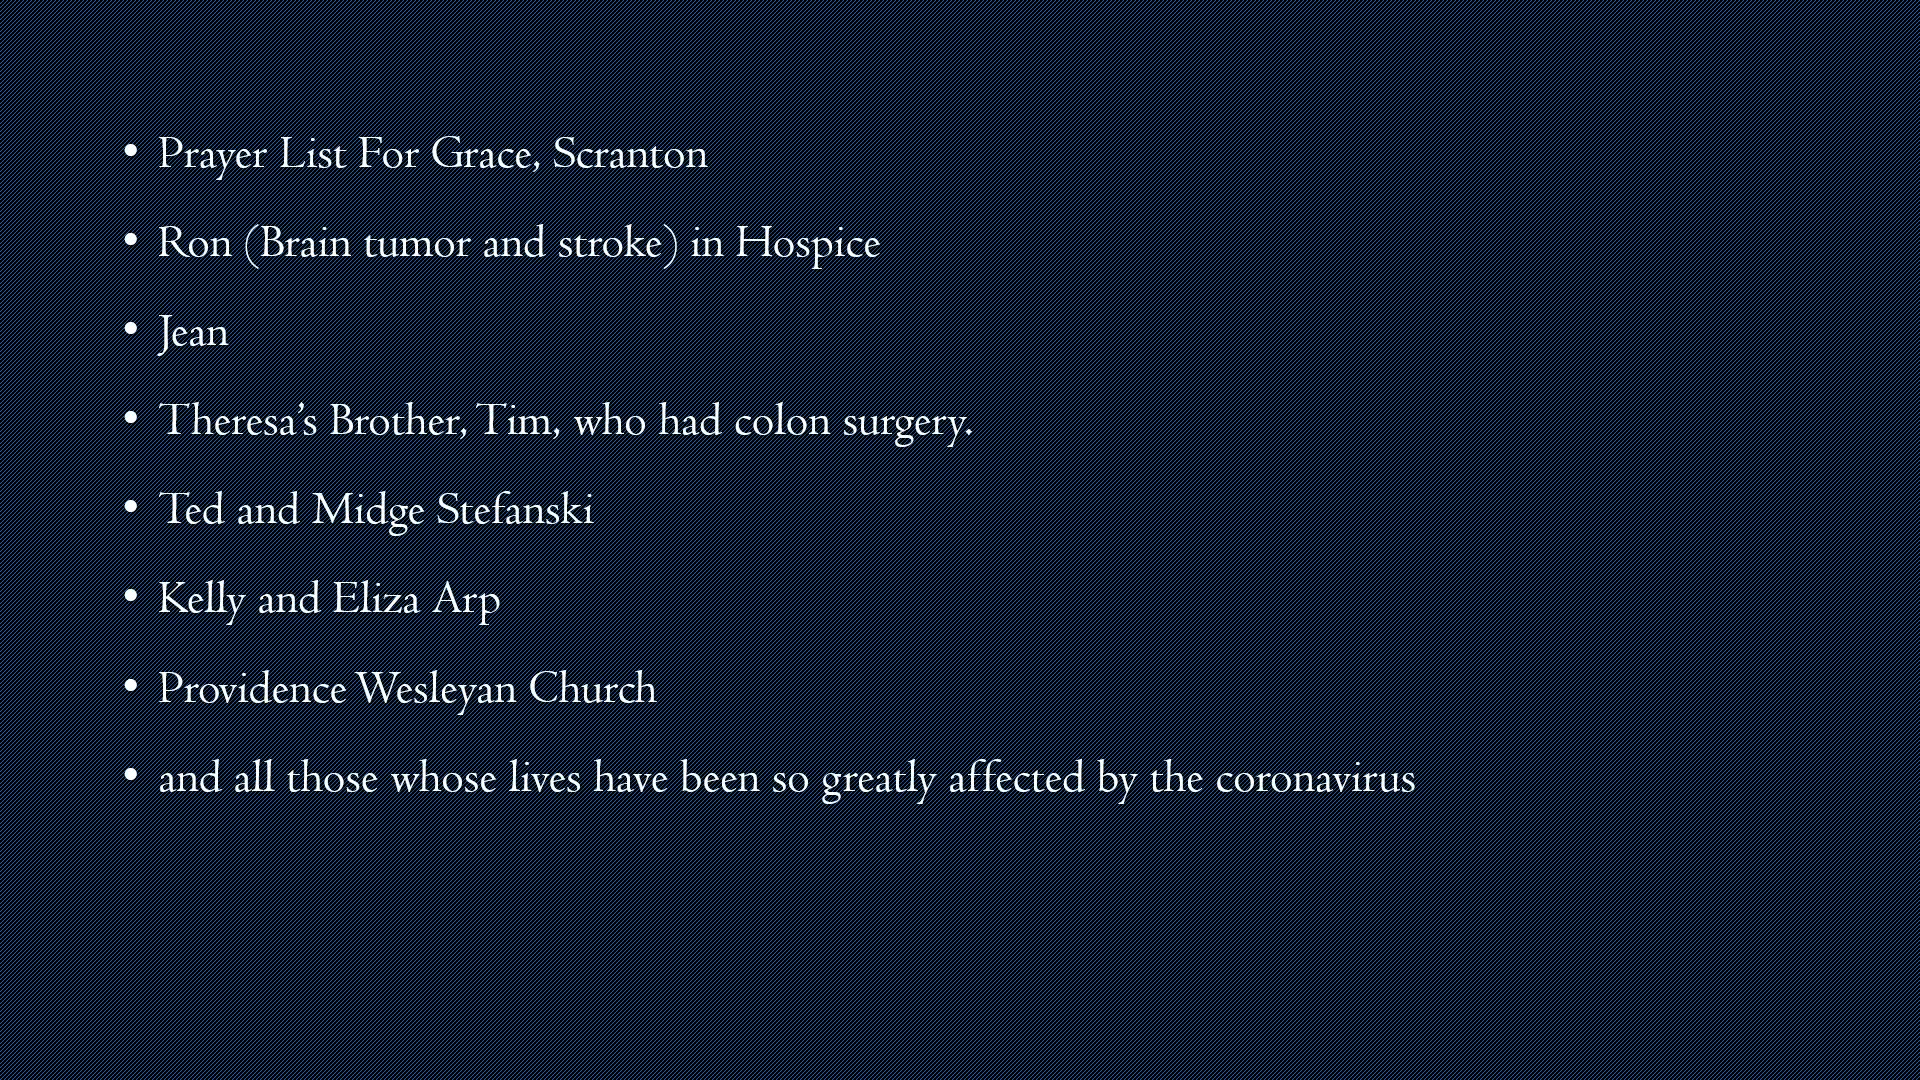 • Prayer List For Grace, Scranton
• Ron (Brain tumor and stroke) in Hospice
• Jean
• Theresa’s Brother, Tim, who had colon surgery.
• Ted and Midge Stefanski
• Kelly and Eliza Arp
• Providence Wesleyan Church
• and all those whose lives have been so greatly affected by the coronavirus